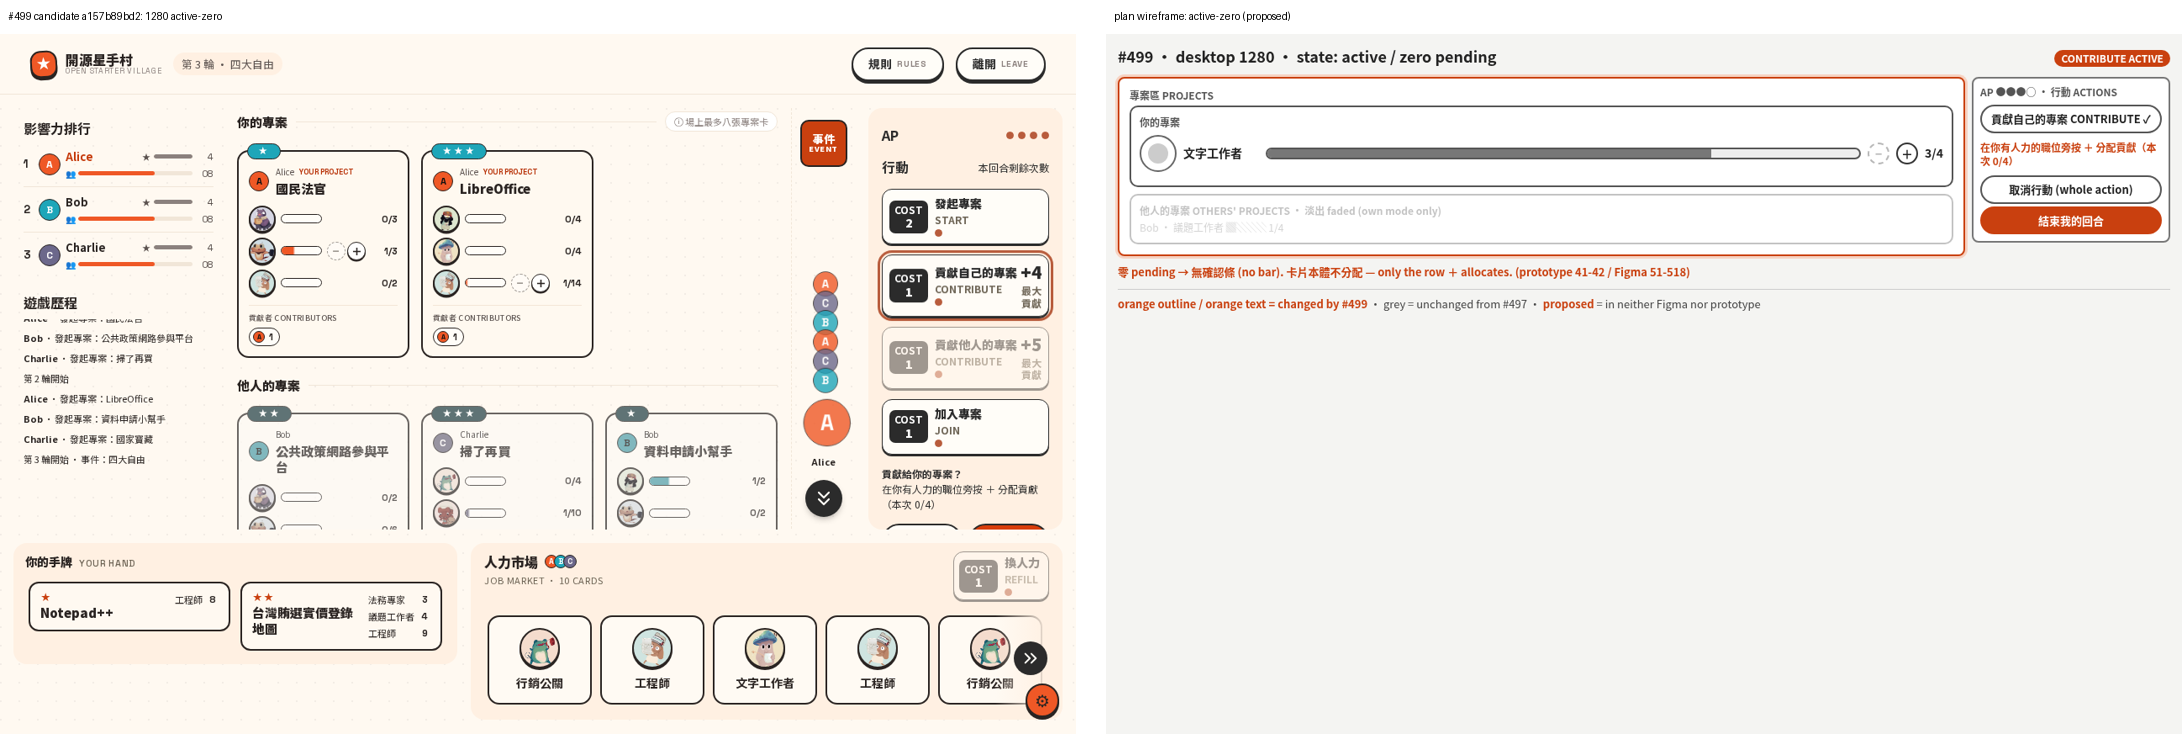 #499 candidate a157b89bd2: 1280 active-zero
開源星手村
OPEN STARTER VILLAGE
第 3 輪 · 四大自由
規則 RULES
離開 LEAVE
影響力排行
1 A Alice ★ 4
08
2 B Bob ★ 4
08
3 C Charlie ★ 4
08
遊戲歷程
Alice · 發起專案：國民法官
Bob · 發起專案：公共政策網路參與平台
Charlie · 發起專案：掃了再買
第 2 輪開始
Alice · 發起專案：LibreOffice
Bob · 發起專案：資料申請小幫手
Charlie · 發起專案：國家寶藏
第 3 輪開始 · 事件：四大自由
你的專案
ⓘ 場上最多八張專案卡
★
A Alice YOUR PROJECT
國民法官
0/3
− + 1/3
0/2
貢獻者 CONTRIBUTORS
A 1
★ ★ ★
A Alice YOUR PROJECT
LibreOffice
0/4
0/4
− + 1/14
貢獻者 CONTRIBUTORS
A 1
他人的專案
★ ★
B Bob
公共政策網路參與平
台
0/2
★ ★ ★
C Charlie
掃了再買
0/4
1/10
★
B Bob
資料申請小幫手
1/2
0/2
事件
EVENT
A
C
B
A
C
B
A
Alice
AP
行動 本回合剩餘次數
COST 2
發起專案
START
COST 1
貢獻自己的專案 +4
CONTRIBUTE 最大
貢獻
COST 1
貢獻他人的專案 +5
CONTRIBUTE 最大
貢獻
COST 1
加入專案
JOIN
貢獻給你的專案？
在你有人力的職位旁按 ＋ 分配貢獻
（本次 0/4）
你的手牌 YOUR HAND
★
Notepad++
工程師 8
★ ★
台灣賄選實價登錄
地圖
法務專家 3
議題工作者 4
工程師 9
人力市場 A B C
JOB MARKET · 10 CARDS
COST 1
換人力
REFILL
行銷公關
工程師
文字工作者
工程師
行銷公關
plan wireframe: active-zero (proposed)
#499 · desktop 1280 · state: active / zero pending
CONTRIBUTE ACTIVE
專案區 PROJECTS
你的專案
文字工作者 − + 3/4
他人的專案 OTHERS' PROJECTS · 淡出 faded (own mode only)
Bob · 議題工作者 1/4
AP ●●●○ · 行動 ACTIONS
貢獻自己的專案 CONTRIBUTE ✓
在你有人力的職位旁按 ＋ 分配貢獻（本
次 0/4）
取消行動 (whole action)
結束我的回合
零 pending → 無確認條 (no bar). 卡片本體不分配 — only the row ＋ allocates. (prototype 41-42 / Figma 51-518)
orange outline / orange text = changed by #499 · grey = unchanged from #497 · proposed = in neither Figma nor prototype